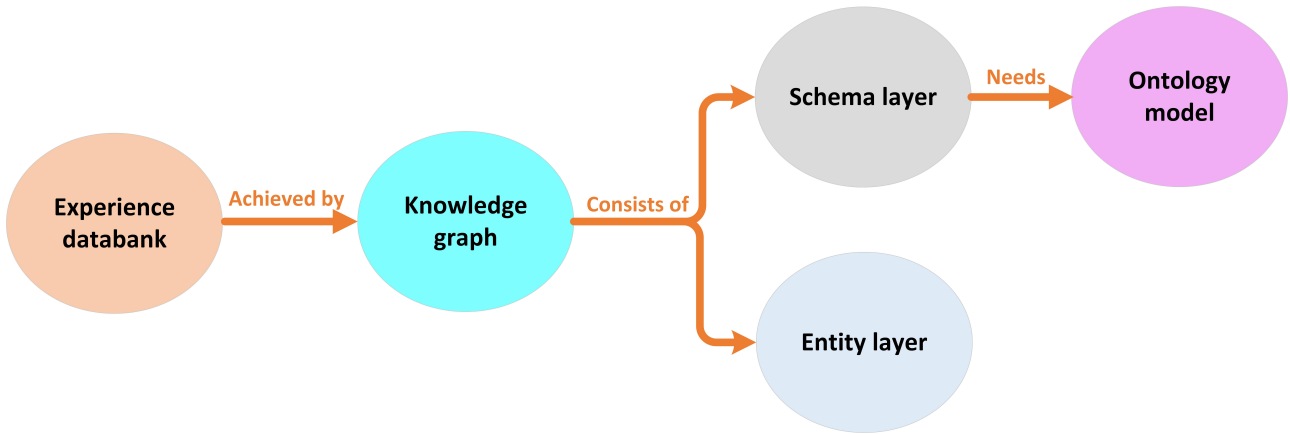 Experience
databank
Achieved by
Knowledge
graph
Consists of
Schema layer
Needs
Ontology
model
Entity layer